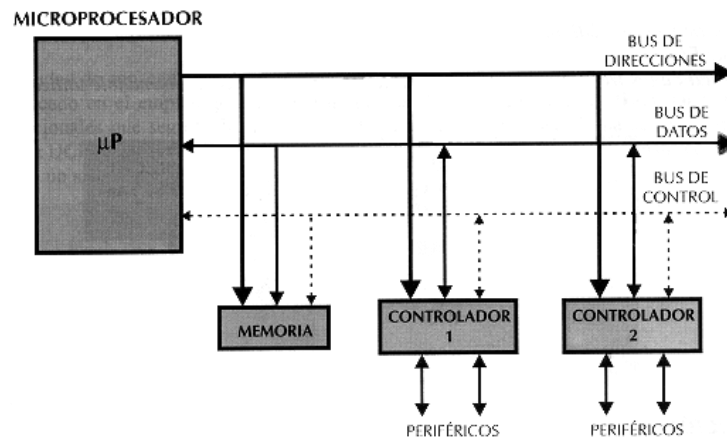 MICROPROCESADOR
μP
BUS DE
DIRECCIONES
BUS DE
DATOS
BUS DE
CONTROL
MEMORIA
CONTROLADOR
1
CONTROLADOR
2
PERIFÉRICOS
PERIFÉRICOS